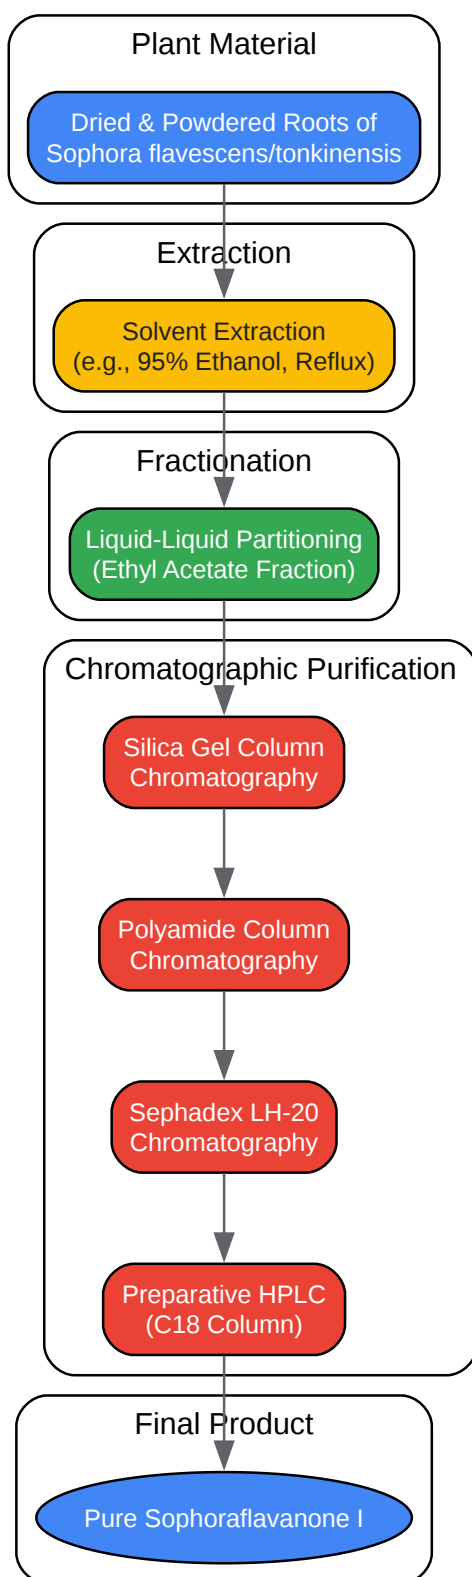 Plant Material
Dried & Powdered Roots of
Sophora flavescens/tonkinensis
Extraction
Solvent Extraction
(e.g., 95% Ethanol, Reflux)
Fractionation
Liquid-Liquid Partitioning
(Ethyl Acetate Fraction)
Chromatographic Purification
Silica Gel Column
Chromatography
Polyamide Column
Chromatography
Sephadex LH-20
Chromatography
Preparative HPLC
(C18 Column)
Final Product
Pure Sophoraflavanone I